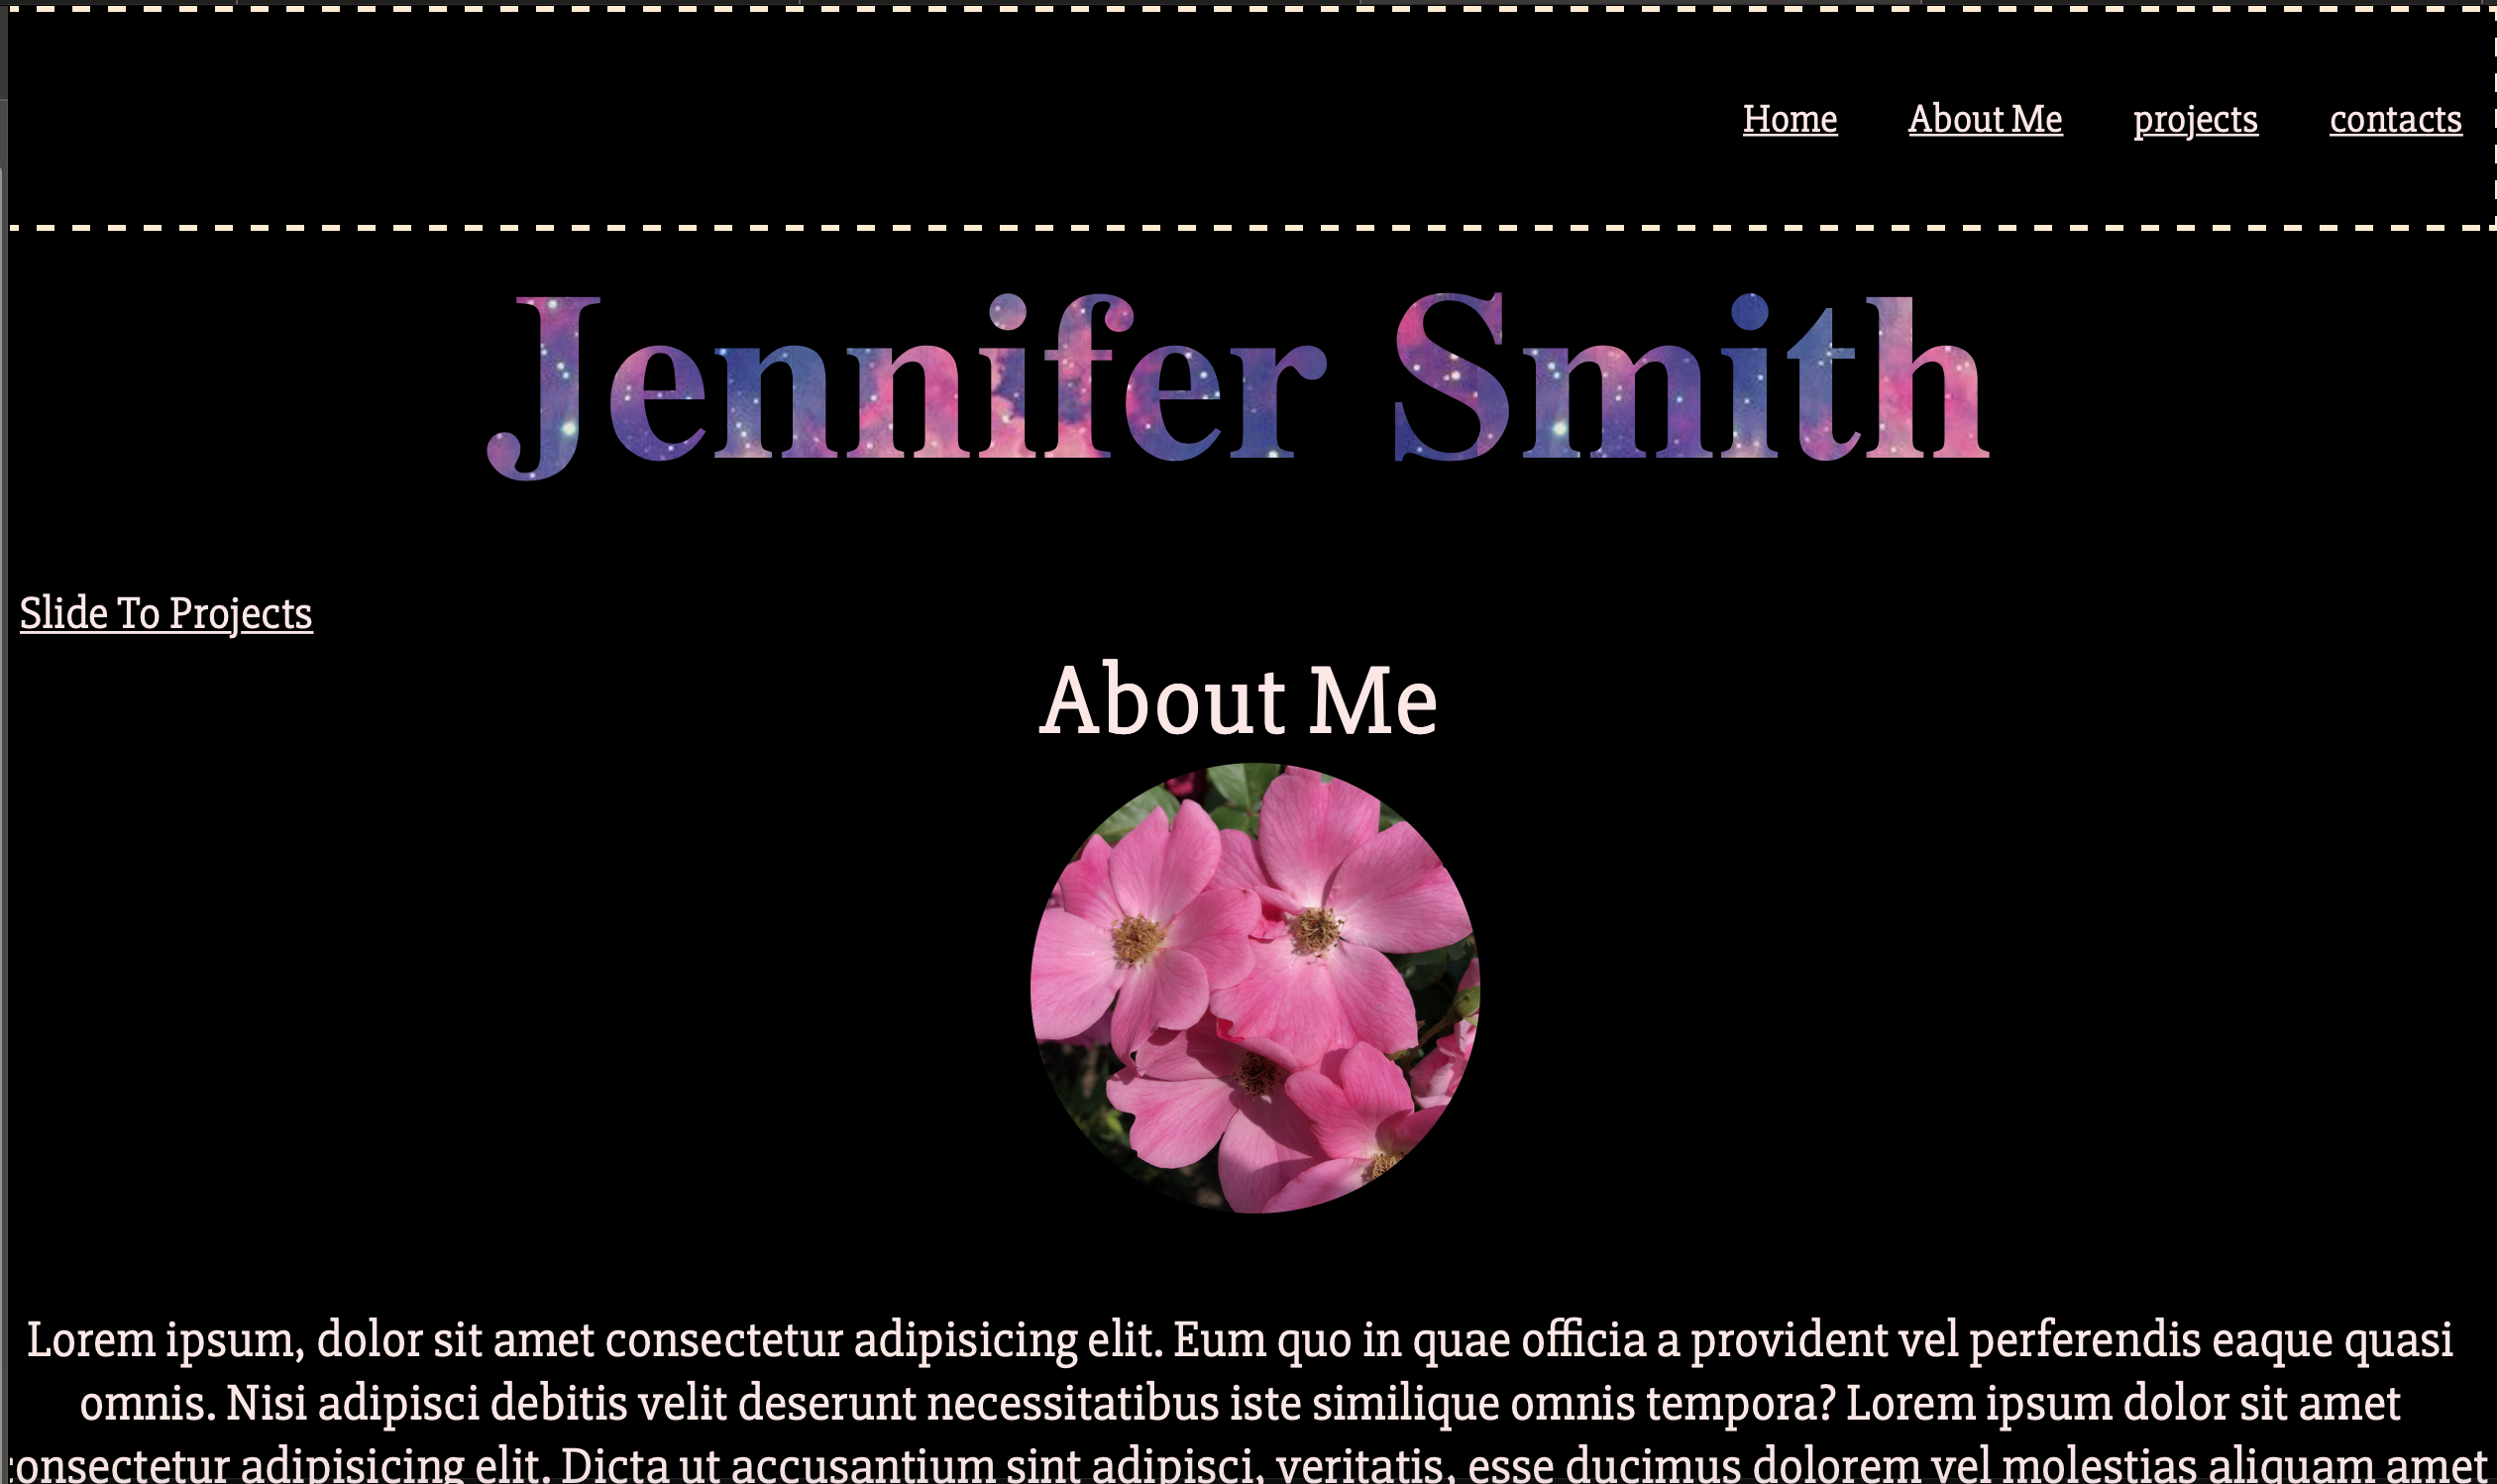 Home About Me projects contacts
Jennifer Smith
Slide To Projects
About Me
Lorem ipsum, dolor sit amet consectetur adipisicing elit. Eum quo in quae officia a provident vel perferendis eaque quasi
omnis. Nisi adipisci debitis velit deserunt necessitatibus iste similique omnis tempora? Lorem ipsum dolor sit amet
consectetur adipisicing elit. Dicta ut accusantium sint adipisci, veritatis, esse ducimus dolorem vel molestias aliquam amet